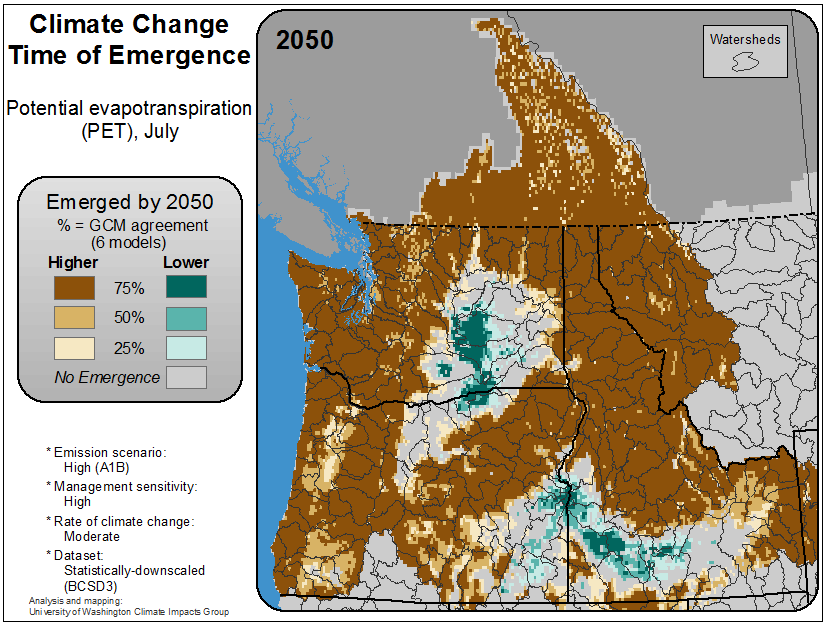 Climate Change
Time of Emergence
Potential evapotranspiration
(PET), July
Emerged by 2050
% = GCM agreement
(6 models)
Higher Lower
75%
50%
25%
No Emergence
* Emission scenario:
High (A1B)
* Management sensitivity:
High
* Rate of climate change:
Moderate
* Dataset:
Statistically-downscaled
(BCSD3)
Analysis and mapping:
University of Washington Climate Impacts Group
2050
Watersheds